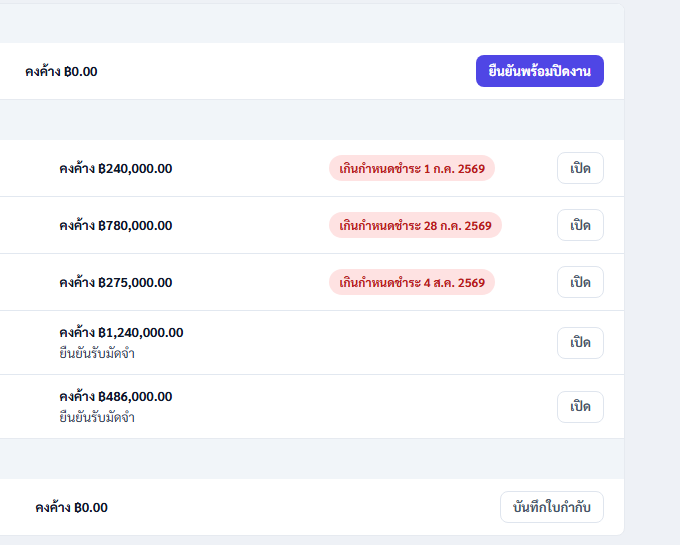 คงค้าง ฿0.00
ยืนยันพร้อมปิดงาน
คงค้าง ฿240,000.00
เกินกำหนดชำระ 1 ก.ค. 2569
เปิด
คงค้าง ฿780,000.00
เกินกำหนดชำระ 28 ก.ค. 2569
เปิด
คงค้าง ฿275,000.00
เกินกำหนดชำระ 4 ส.ค. 2569
เปิด
คงค้าง ฿1,240,000.00
ยืนยันรับมัดจำ
เปิด
คงค้าง ฿486,000.00
ยืนยันรับมัดจำ
เปิด
คงค้าง ฿0.00
บันทึกใบกำกับ